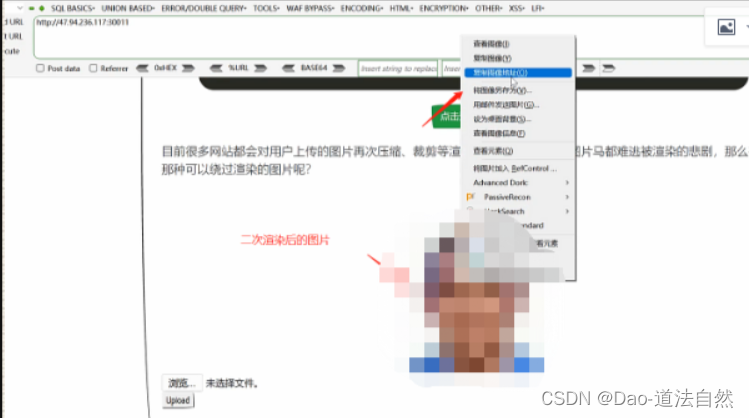 SQL BASICS▾ UNION BASED▾ ERROR/DOUBLE QUERY▾ TOOLS▾ WAF BYPASS▾ ENCODING▾ HTML▾ ENCRYPTION▾ OTHER▾ XSS▾ LFI▾
URL http://47.94.236.117:30011
URL
cute
Post data Referrer 0xHEX %URL BASE64 Insert string to replace Inser
查看图像(I)
复制图像(Y)
复制图像地址(O)
将图像另存为(V)...
用邮件发送图片(G)...
设为桌面背景(S)...
查看图像信息(F)
查看元素(Q)
将图片加入 RefControl ...
Advanced Dork:
PassiveRecon
HackSearch
ndard
看元素
点击
目前很多网站都会对用户上传的图片再次压缩、裁剪等渲 图片马都难逃被渲染的悲剧，那么
那种可以绕过渲染的图片呢?
二次渲染后的图片
浏览... 未选择文件。
Upload
CSDN @Dao-道法自然